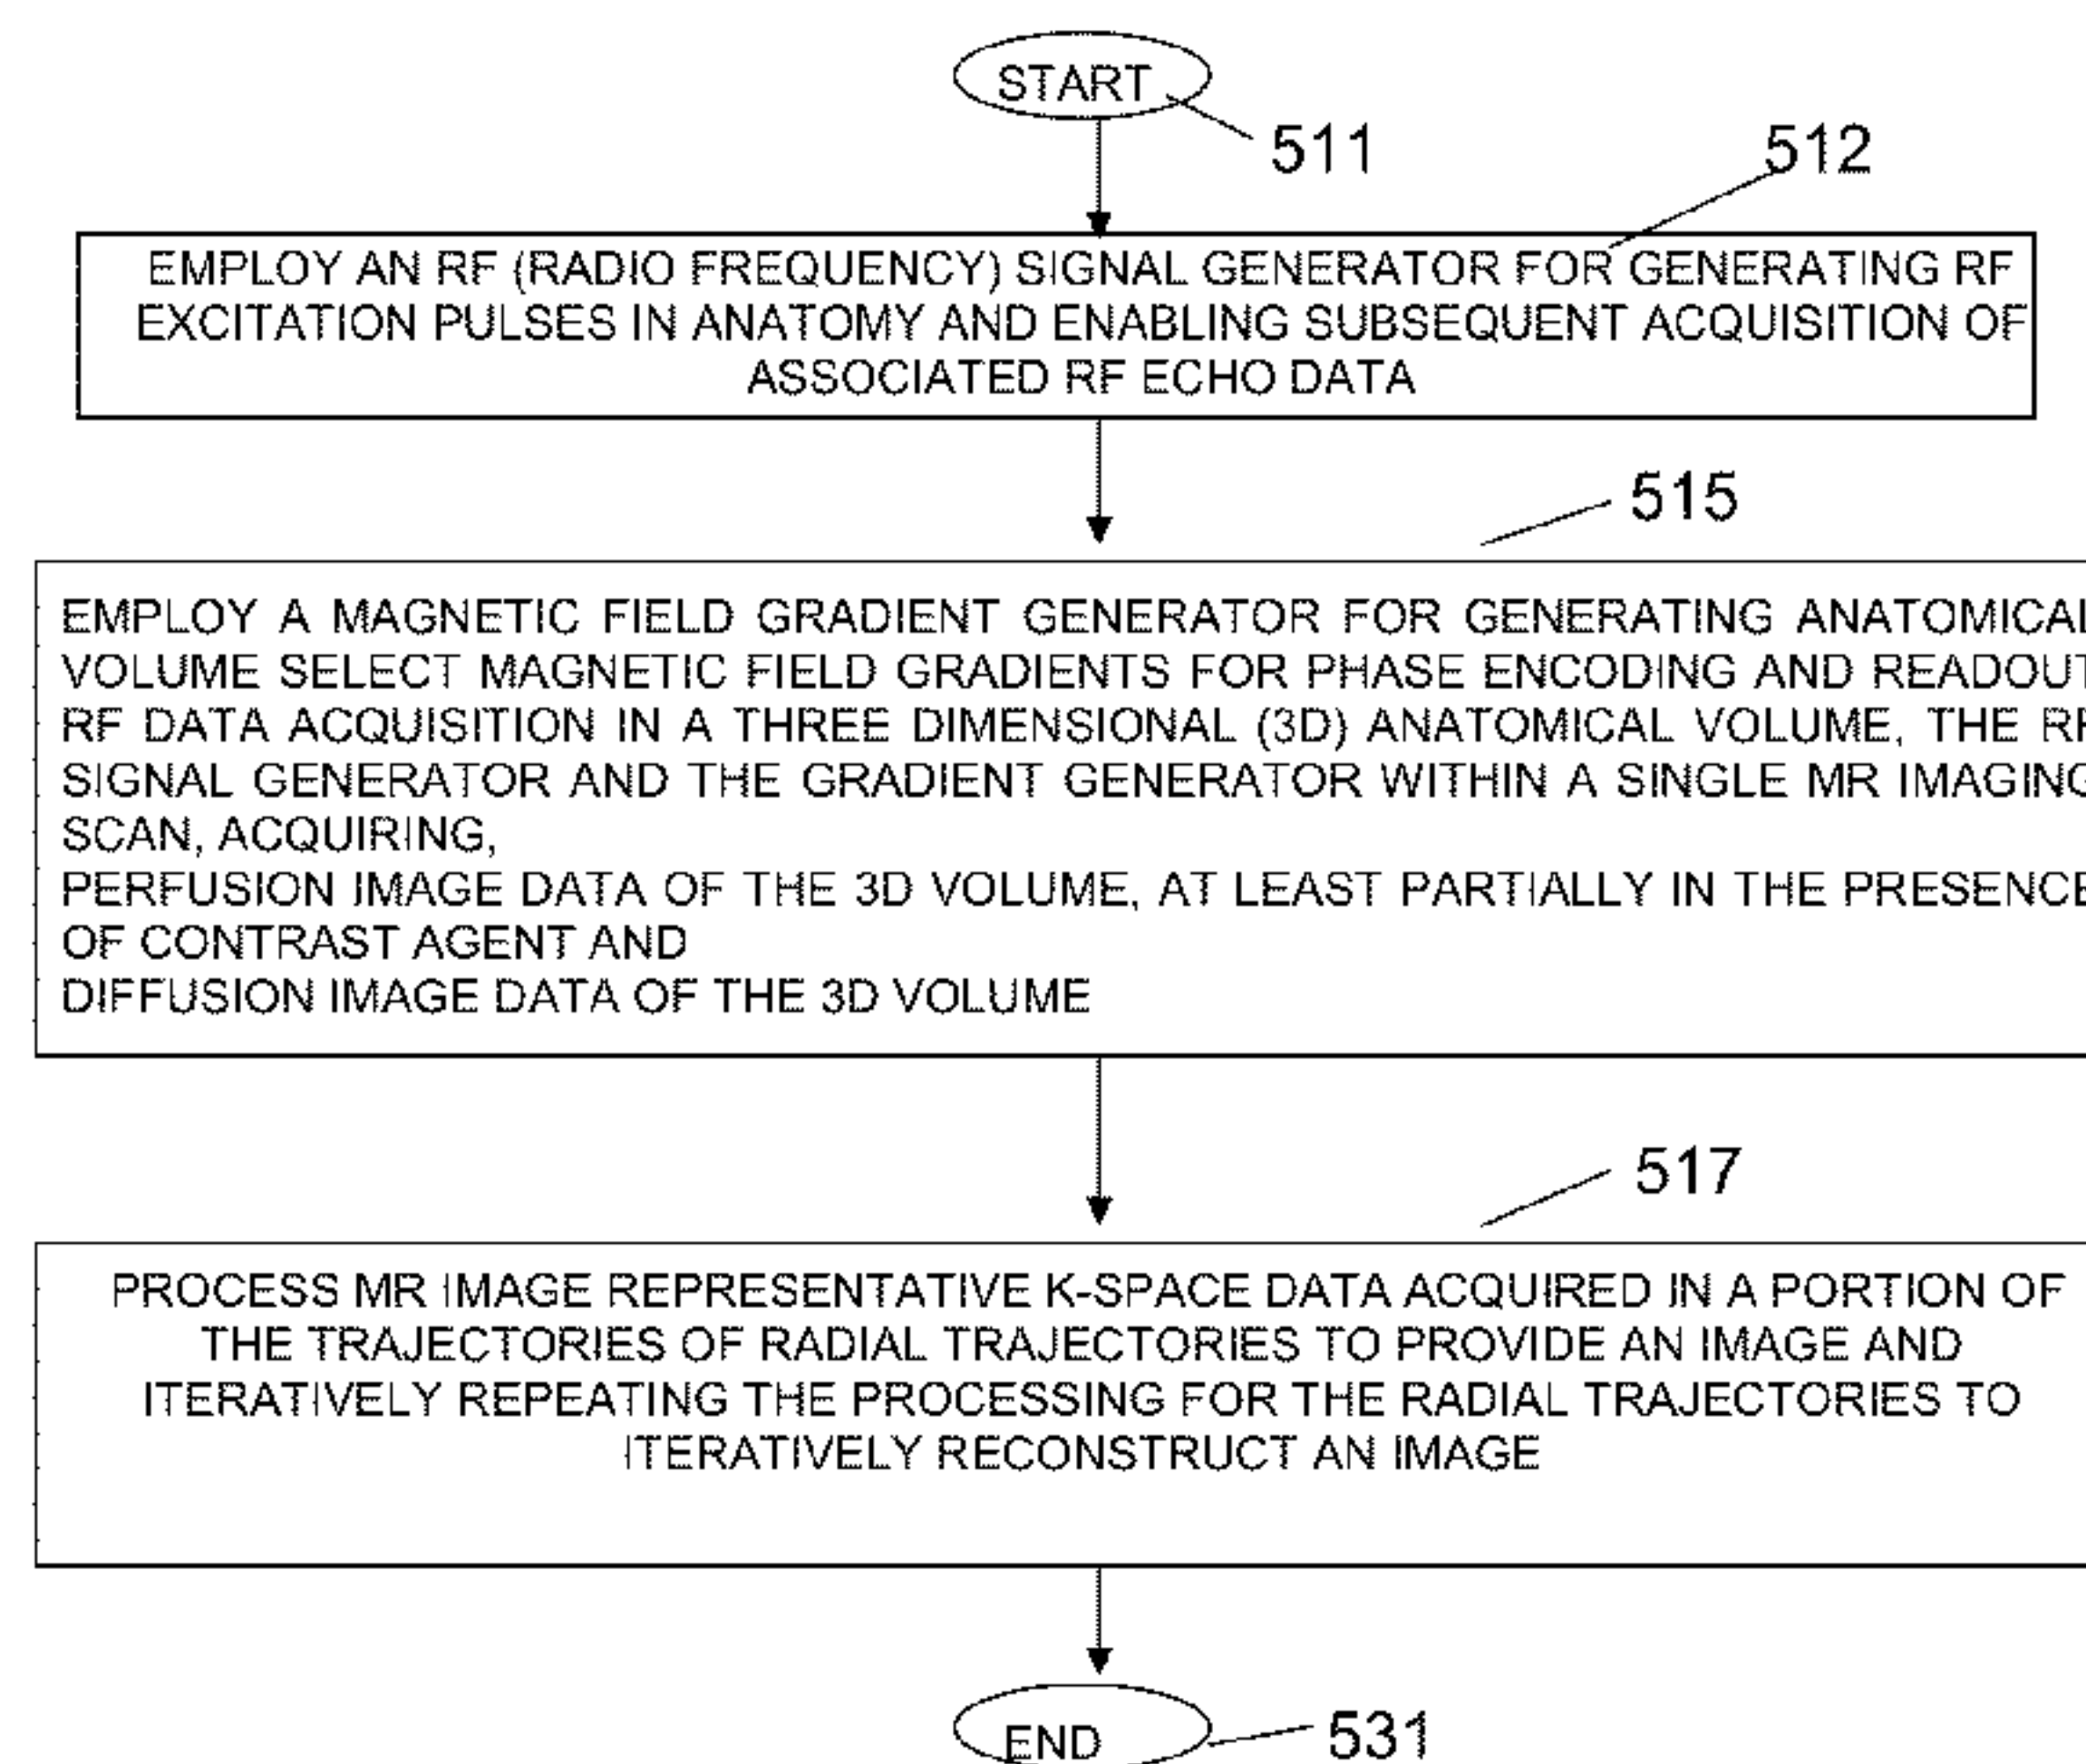 START
511
512
EMPLOY AN RF (RADIO FREQUENCY) SIGNAL GENERATOR FOR GENERATING RF
EXCITATION PULSES IN ANATOMY AND ENABLING SUBSEQUENT ACQUISITION OF
ASSOCIATED RF ECHO DATA
515
EMPLOY A MAGNETIC FIELD GRADIENT GENERATOR FOR GENERATING ANATOMICAL
VOLUME SELECT MAGNETIC FIELD GRADIENTS FOR PHASE ENCODING AND READOUT
RF DATA ACQUISITION IN A THREE DIMENSIONAL (3D) ANATOMICAL VOLUME, THE RF
SIGNAL GENERATOR AND THE GRADIENT GENERATOR WITHIN A SINGLE MR IMAGING
SCAN, ACQUIRING,
PERFUSION IMAGE DATA OF THE 3D VOLUME, AT LEAST PARTIALLY IN THE PRESENCE
OF CONTRAST AGENT AND
DIFFUSION IMAGE DATA OF THE 3D VOLUME
517
PROCESS MR IMAGE REPRESENTATIVE K-SPACE DATA ACQUIRED IN A PORTION OF
THE TRAJECTORIES OF RADIAL TRAJECTORIES TO PROVIDE AN IMAGE AND
ITERATIVELY REPEATING THE PROCESSING FOR THE RADIAL TRAJECTORIES TO
ITERATIVELY RECONSTRUCT AN IMAGE
END
531